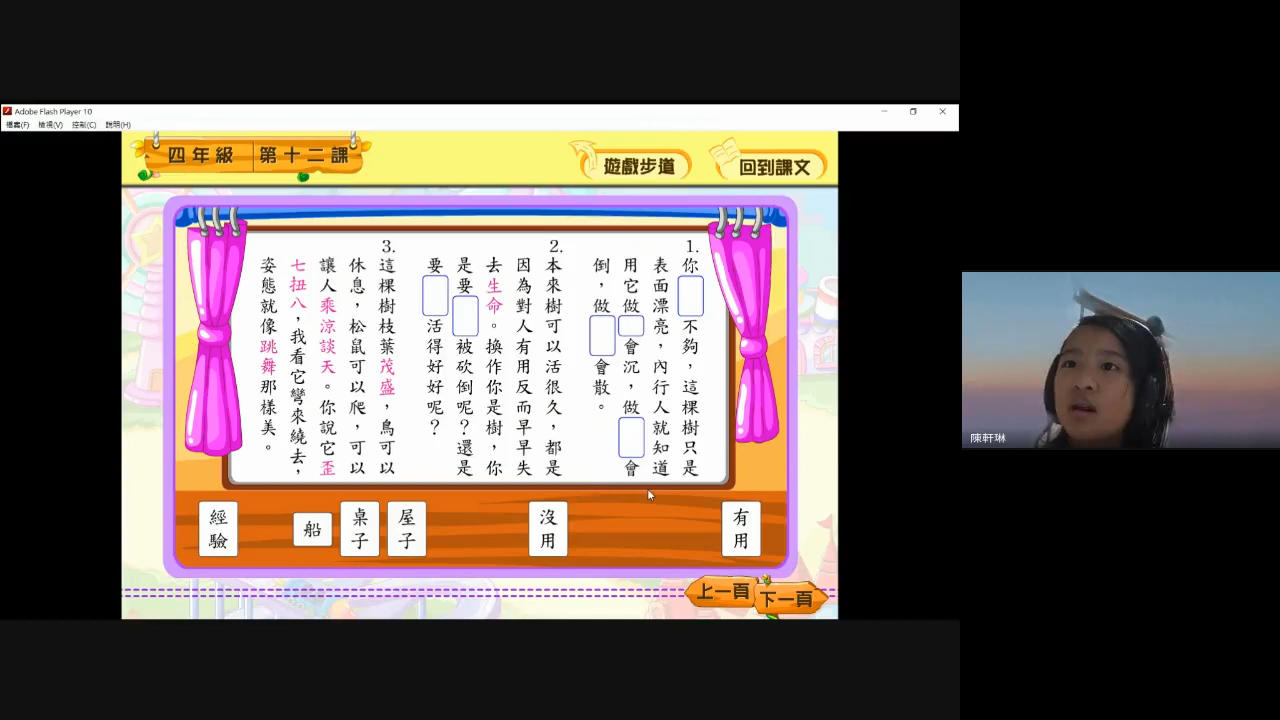 Adobe Flash Player 10
檔案(F) 檢視(V) 控制(C) 說明(H)
四年級 第十二課
遊戲步道
回到課文
1.
你 不夠，這棵樹只是
表面漂亮，內行人就知道
用它做 會沉，做 會
倒，做 會散。
2.
本來樹可以活很久，都是
因為對人有用反而早早失
去生命。換作你是樹，你
是要 被砍倒呢？還是
要 活得好好呢？
3.
這棵樹枝葉茂盛，鳥可以
休息，松鼠可以爬，可以
讓人乘涼談天。你說它歪
七扭八，我看它彎來繞去，
姿態就像跳舞那樣美。
經驗
船
桌子
屋子
沒用
有用
上一頁
下一頁
陳軒琳